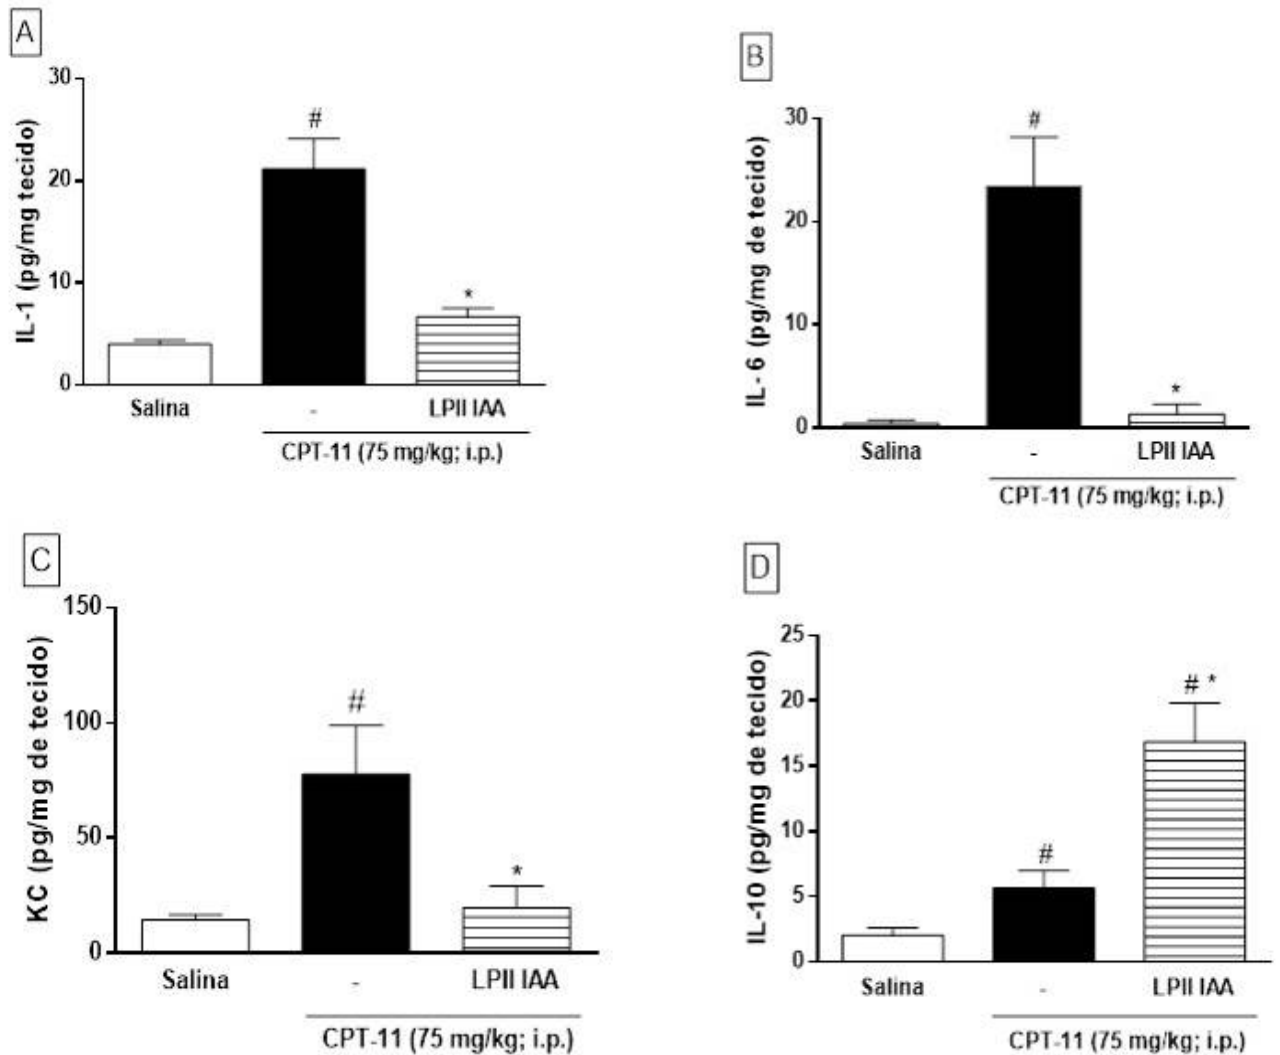 A
IL-1 (pg/mg tecido)
30
20
10
0
#
*
Salina - LPII IAA
CPT-11 (75 mg/kg; i.p.)
B
IL- 6 (pg/mg de tecido)
30
20
10
0
#
*
Salina - LPII IAA
CPT-11 (75 mg/kg; i.p.)
C
KC (pg/mg de tecido)
150
100
50
0
#
*
Salina - LPII IAA
CPT-11 (75 mg/kg; i.p.)
D
IL-10 (pg/mg de tecido)
25
20
15
10
5
0
#
# *
Salina - LPII IAA
CPT-11 (75 mg/kg; i.p.)